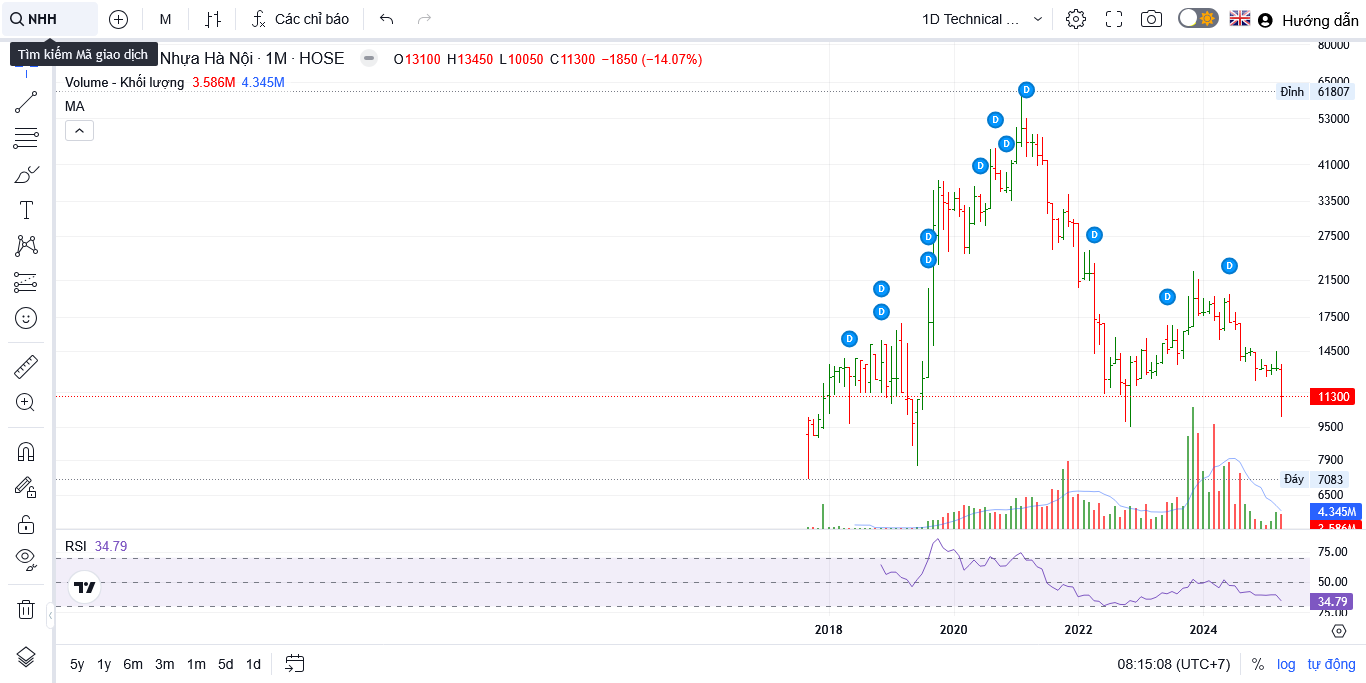 NHH
M
Các chỉ báo
1D Technical ...
Hướng dẫn
Tìm kiếm Mã giao dịch
Nhựa Hà Nội · 1M · HOSE
O13100 H13450 L10050 C11300 −1850 (−14.07%)
Volume - Khối lượng 3.586M 4.345M
MA
80000
65000
Đỉnh 61807
53000
41000
33500
27500
21500
17500
14500
11300
9500
7900
Đáy 7083
6500
4.345M
3.586M
D
D
D
D
D
D
D
D
D
D
D
D
RSI 34.79
75.00
50.00
34.79
25.00
2018 2020 2022 2024
5y 1y 6m 3m 1m 5d 1d
08:15:08 (UTC+7) % log tự động